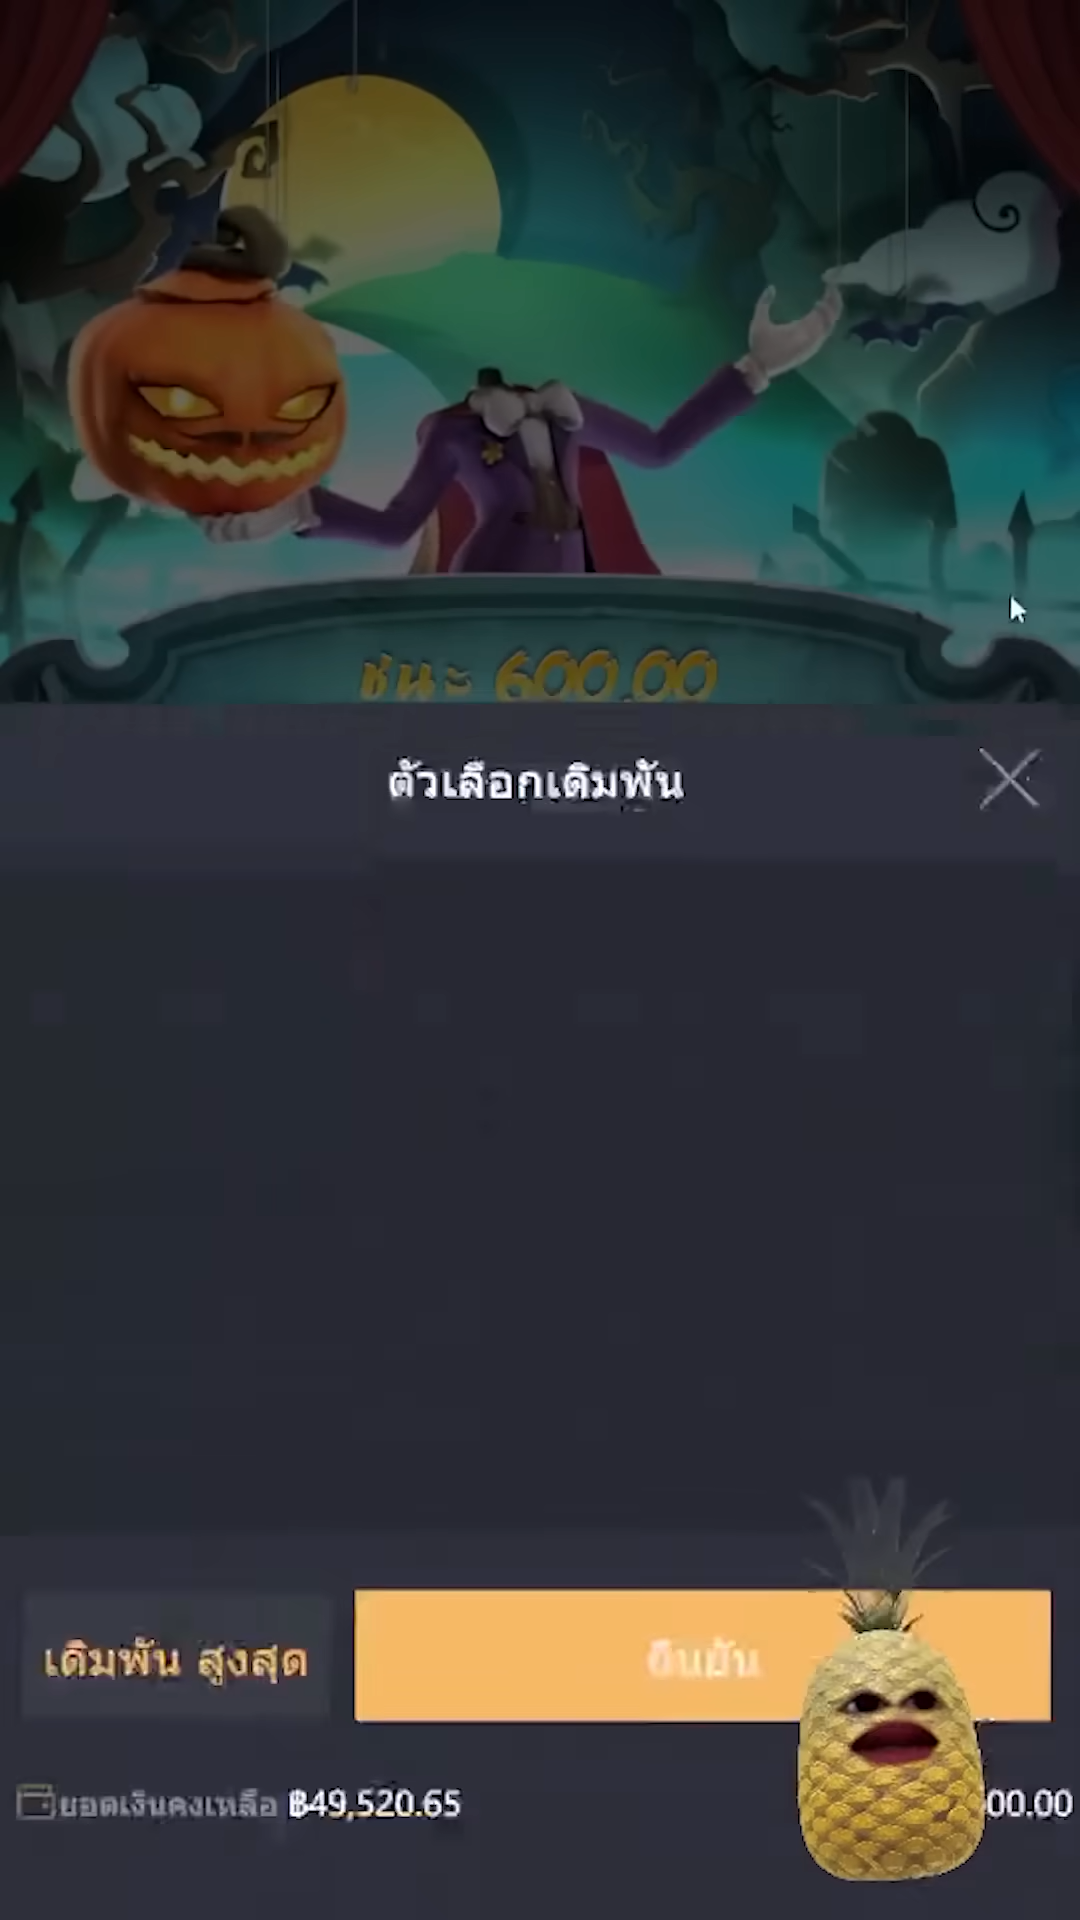 ชนะ 600.00
ตัวเลือกเดิมพัน
เดิมพัน สูงสุด
ยืนยัน
ยอดเงินคงเหลือ ฿49,520.65
00.00